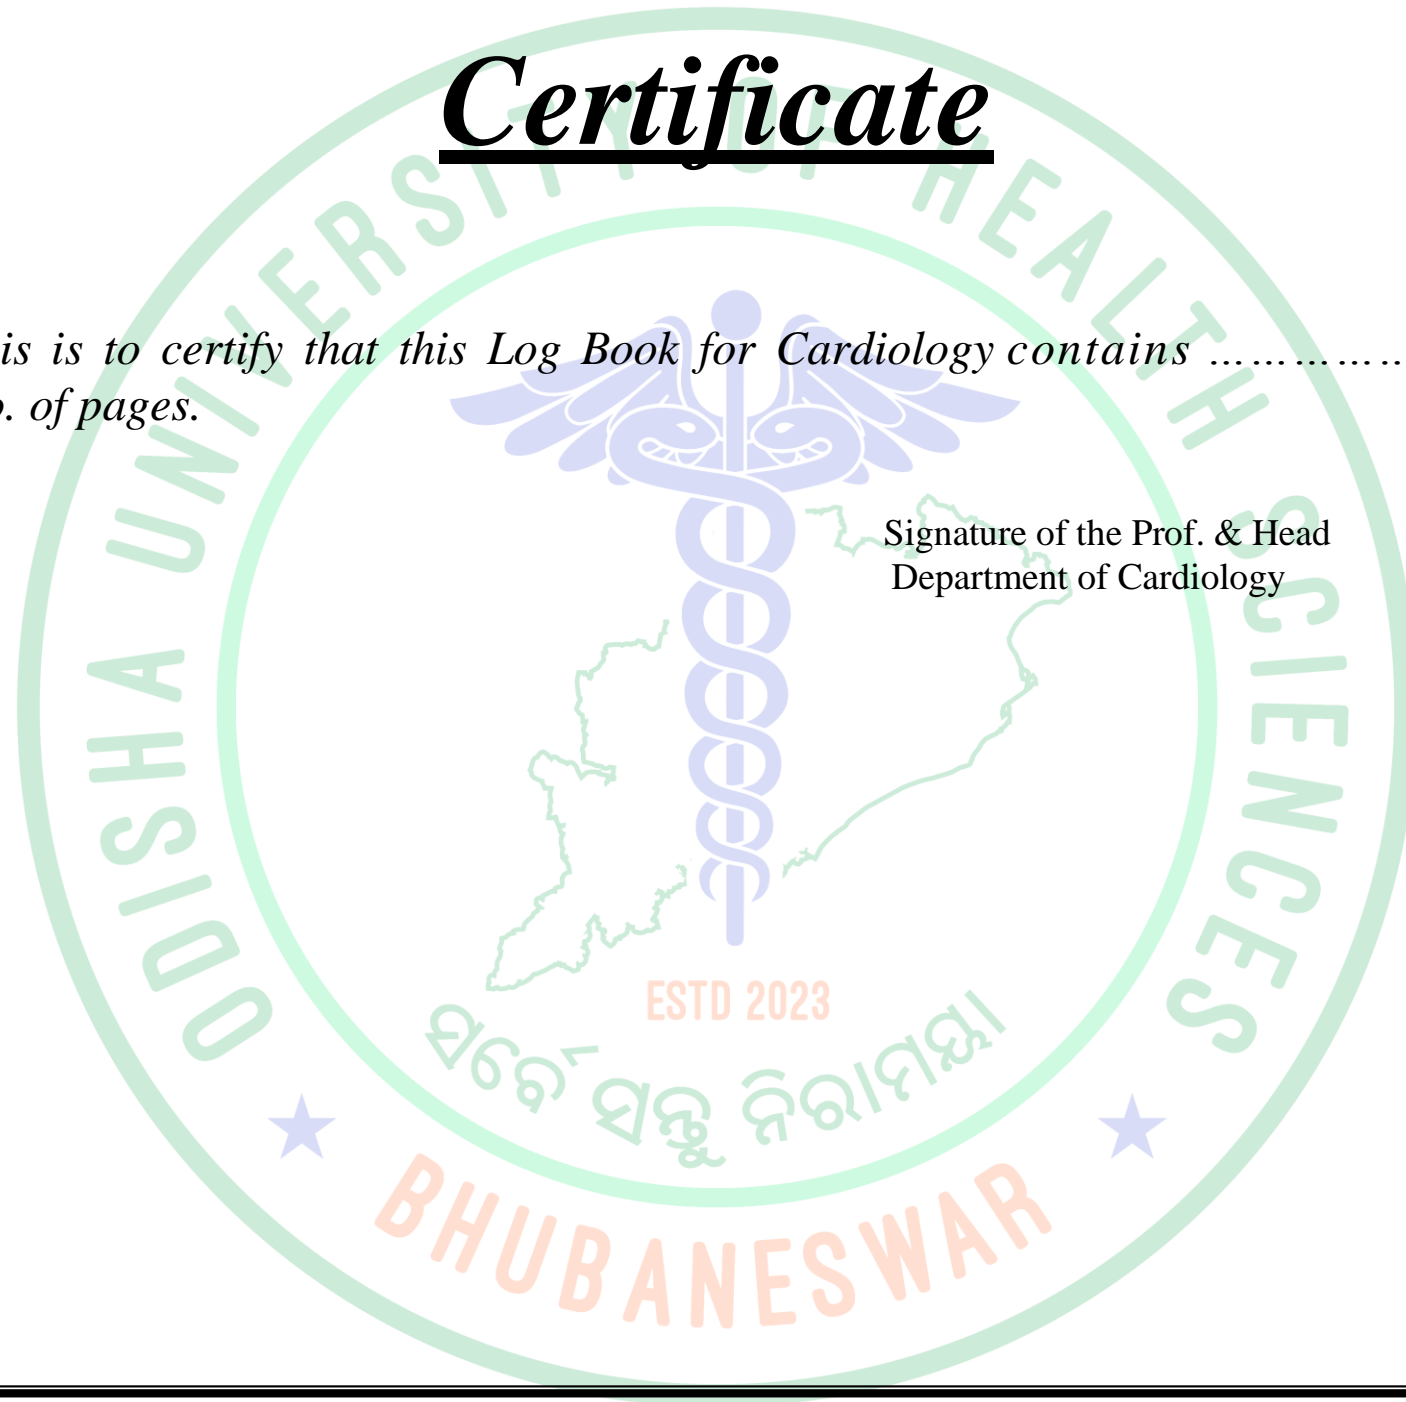 Certificate
is is to certify that this Log Book for Cardiology contains ……………
. of pages.
Signature of the Prof. & Head
Department of Cardiology
ODISHA UNIVERSITY OF HEALTH SCIENCES
ESTD 2023
ସର୍ବେ ସନ୍ତୁ ନିରାମୟା
BHUBANESWAR